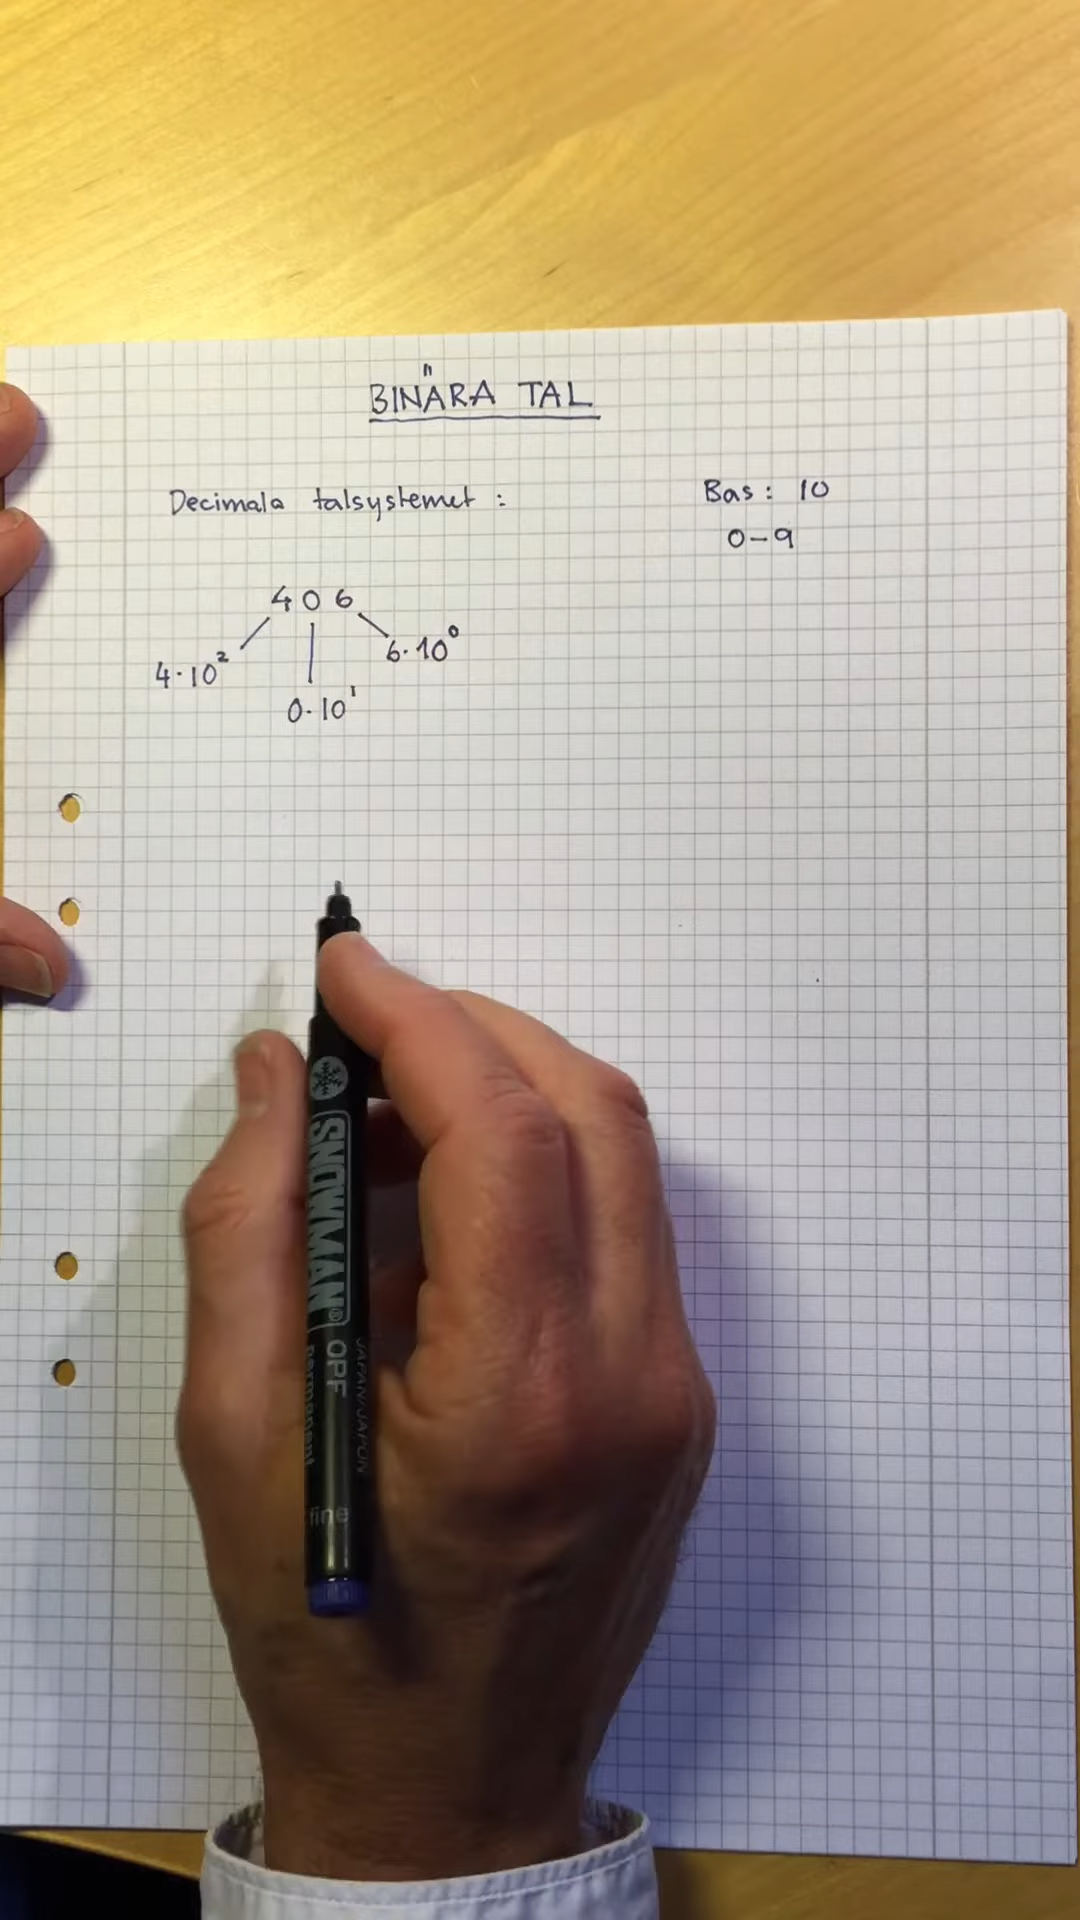 BINÄRA TAL
Decimala talsystemet :
Bas : 10
0-9
4 0 6
4·10²
0·10¹
6·10⁰
SNOWMAN® OPF
JAPAN/JAPON
permanent
fine